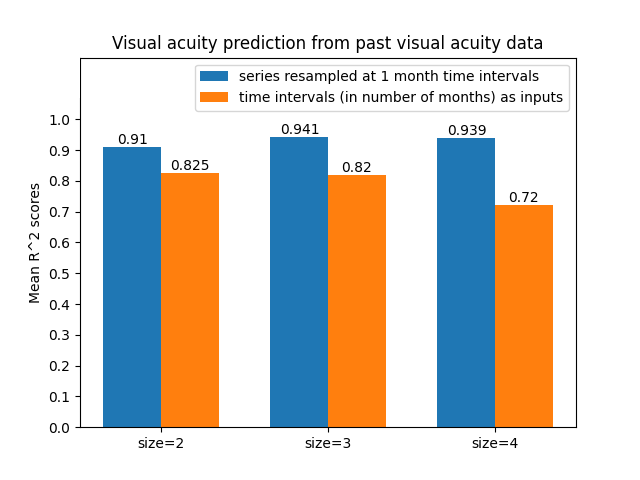 Visual acuity prediction from past visual acuity data
series resampled at 1 month time intervals
time intervals (in number of months) as inputs
Mean R^2 scores
1.0
0.9
0.8
0.7
0.6
0.5
0.4
0.3
0.2
0.1
0.0
0.91
0.825
0.941
0.82
0.939
0.72
size=2
size=3
size=4